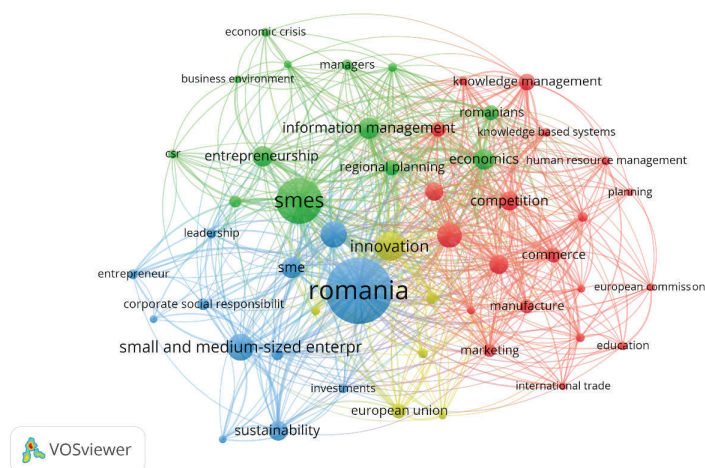 economic crisis
managers
business environment
knowledge management
romanians
information management
knowledge based systems
csr
entrepreneurship
regional planning
economics
human resource management
planning
smes
competition
leadership
innovation
commerce
entrepreneur
sme
romania
european commisson
corporate social responsibilit
manufacture
small and medium-sized enterpr
marketing
education
investments
international trade
european union
sustainability
VOSviewer